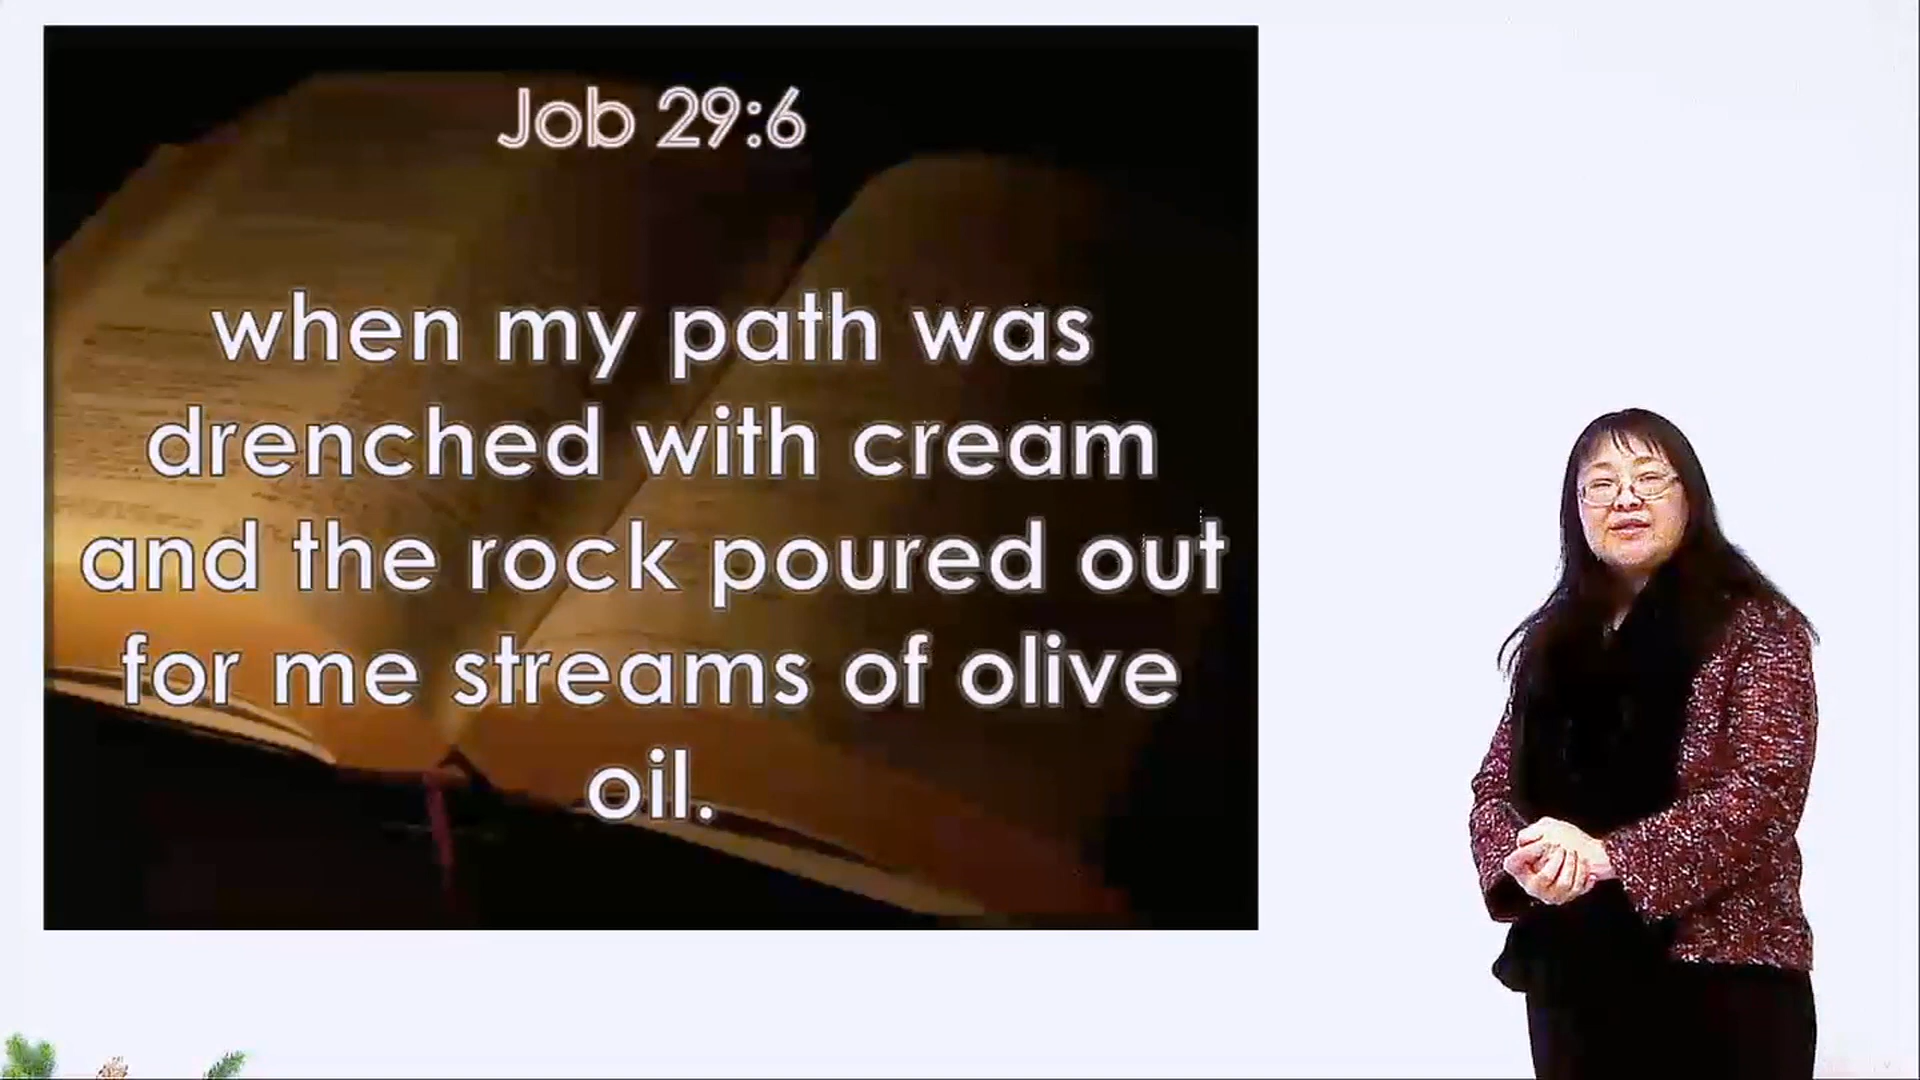 Job 29:6
when my path was
drenched with cream
and the rock poured out
for me streams of olive
oil.